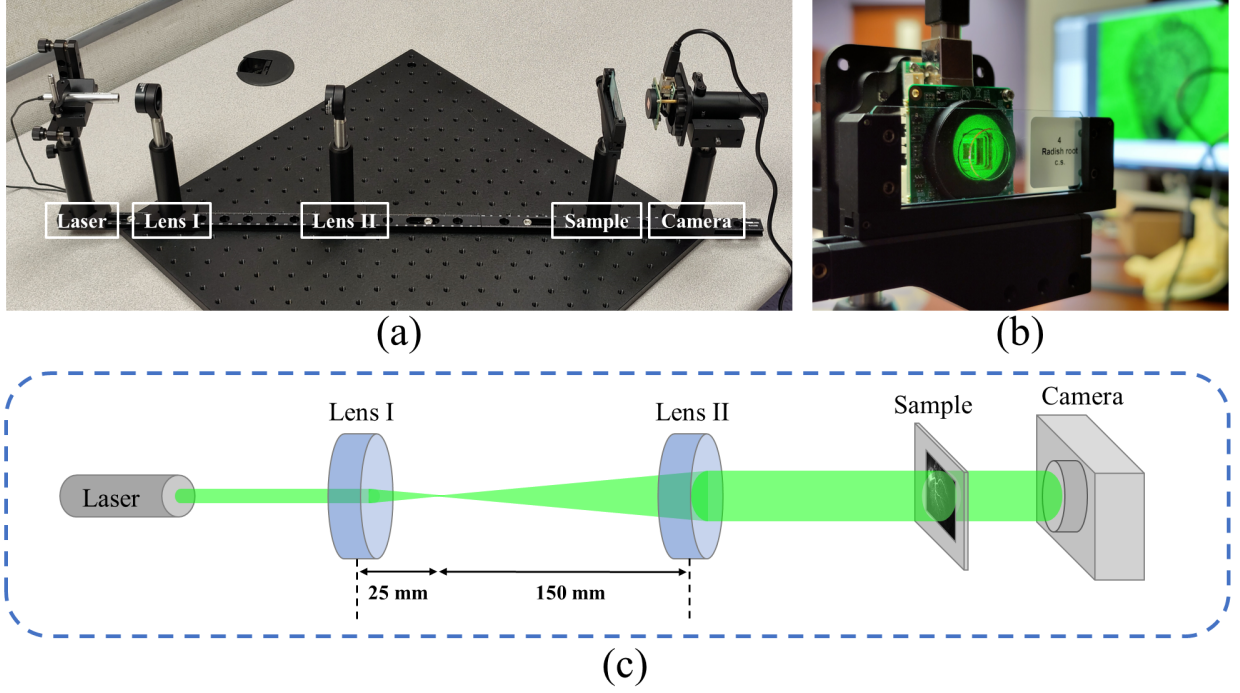 Laser
Lens I
Lens II
Sample
Camera
(a)
4
Radish root
c.s.
(b)
Lens I
Lens II
Sample
Camera
Laser
25 mm
150 mm
(c)